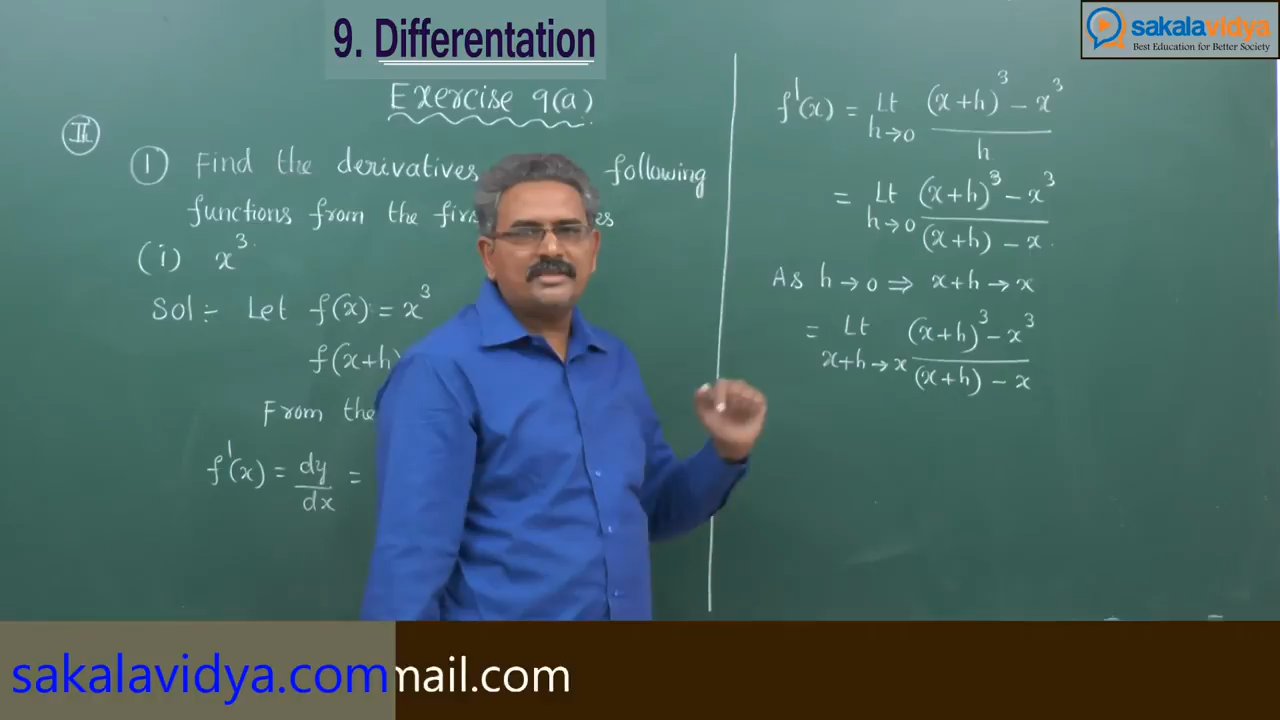 9. Differentation
sakalavidya
Best Education for Better Society
Exercise 9(a)
II
1 Find the derivatives following
functions from the
(i) x³.
Sol :- Let f(x) = x³
f(x+h)
From the
f'(x) = dy/dx =
f'(x) = Lt h→0 ((x+h)³ - x³)/h
= Lt h→0 ((x+h)³ - x³)/((x+h) - x).
As h→0 ⇒ x+h→x
= Lt x+h→x ((x+h)³ - x³)/((x+h) - x)
sakalavidya.com mail.com